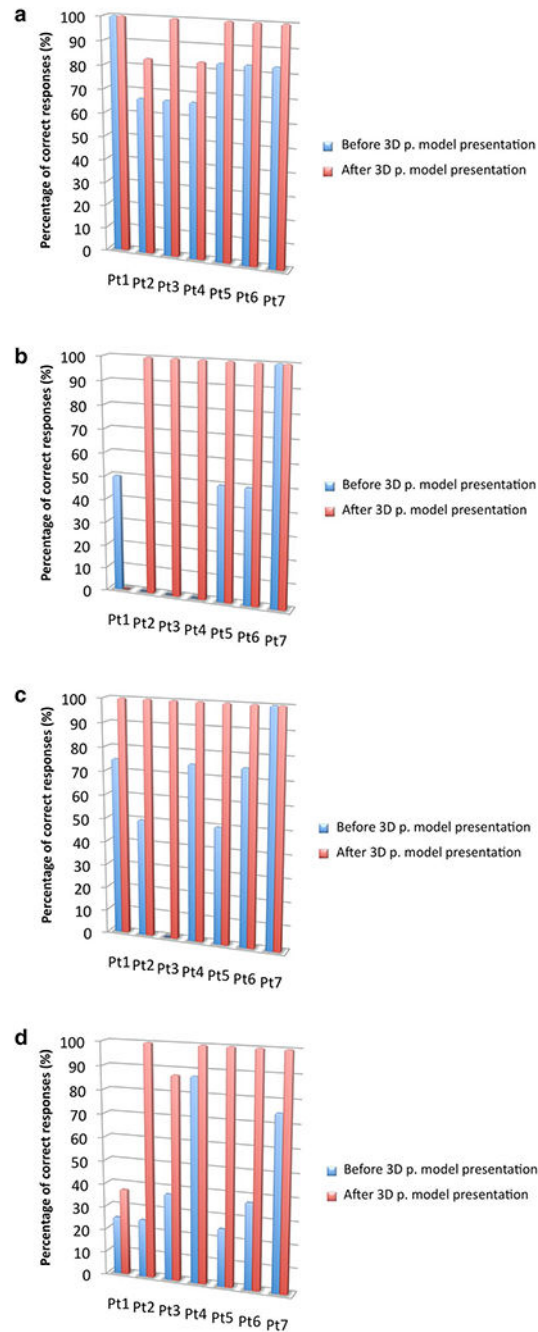 a
Percentage of correct responses (%)
100
90
80
70
60
50
40
30
20
10
0
Pt1 Pt2 Pt3 Pt4 Pt5 Pt6 Pt7
Before 3D p. model presentation
After 3D p. model presentation
b
Percentage of correct responses (%)
100
90
80
70
60
50
40
30
20
10
0
Pt1 Pt2 Pt3 Pt4 Pt5 Pt6 Pt7
Before 3D p. model presentation
After 3D p. model presentation
c
Percentage of correct responses (%)
100
90
80
70
60
50
40
30
20
10
0
Pt1 Pt2 Pt3 Pt4 Pt5 Pt6 Pt7
Before 3D p. model presentation
After 3D p. model presentation
d
Percentage of correct responses (%)
100
90
80
70
60
50
40
30
20
10
0
Pt1 Pt2 Pt3 Pt4 Pt5 Pt6 Pt7
Before 3D p. model presentation
After 3D p. model presentation